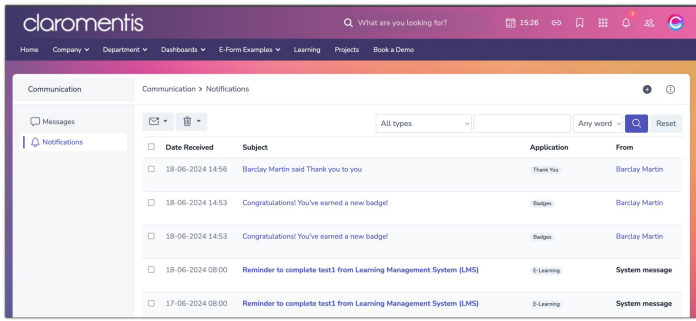 claromentis
What are you looking for?
15:26
7
Home Company Department Dashboards E-Form Examples Learning Projects Book a Demo
Communication
Communication > Notifications
Messages
Notifications
All types
Any word
Reset
Date Received Subject Application From
18-06-2024 14:56 Barclay Martin said Thank you to you Thank You Barclay Martin
18-06-2024 14:53 Congratulations! You've earned a new badge! Badges Barclay Martin
18-06-2024 14:53 Congratulations! You've earned a new badge! Badges Barclay Martin
18-06-2024 08:00 Reminder to complete test1 from Learning Management System (LMS) E-Learning System message
17-06-2024 08:00 Reminder to complete test1 from Learning Management System (LMS) E-Learning System message